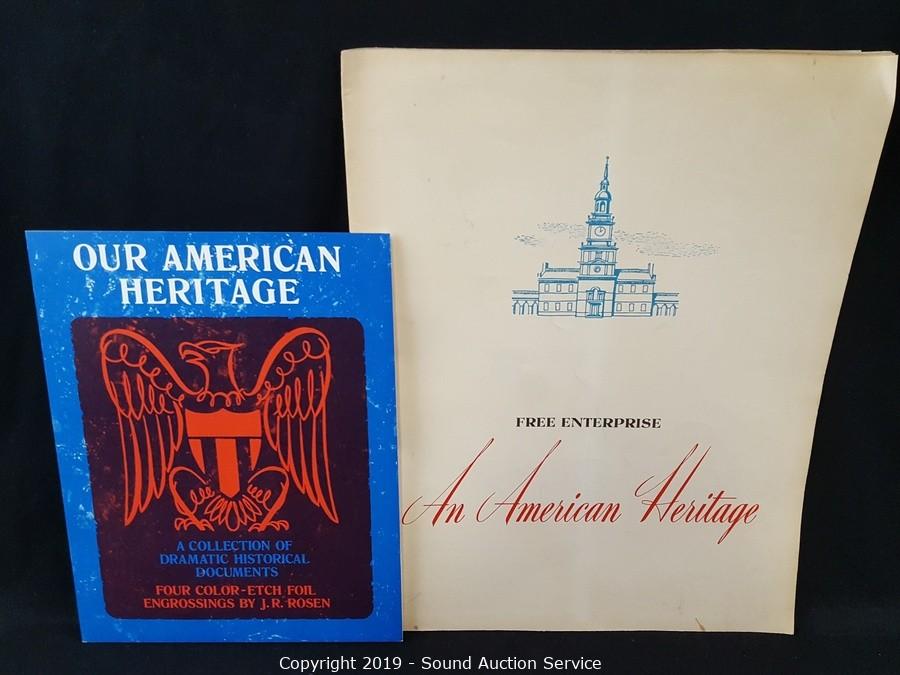 OUR AMERICAN
HERITAGE
A COLLECTION OF
DRAMATIC HISTORICAL
DOCUMENTS
FOUR COLOR-ETCH FOIL
ENGROSSINGS BY J.R. ROSEN
FREE ENTERPRISE
An American Heritage
Copyright 2019 - Sound Auction Service